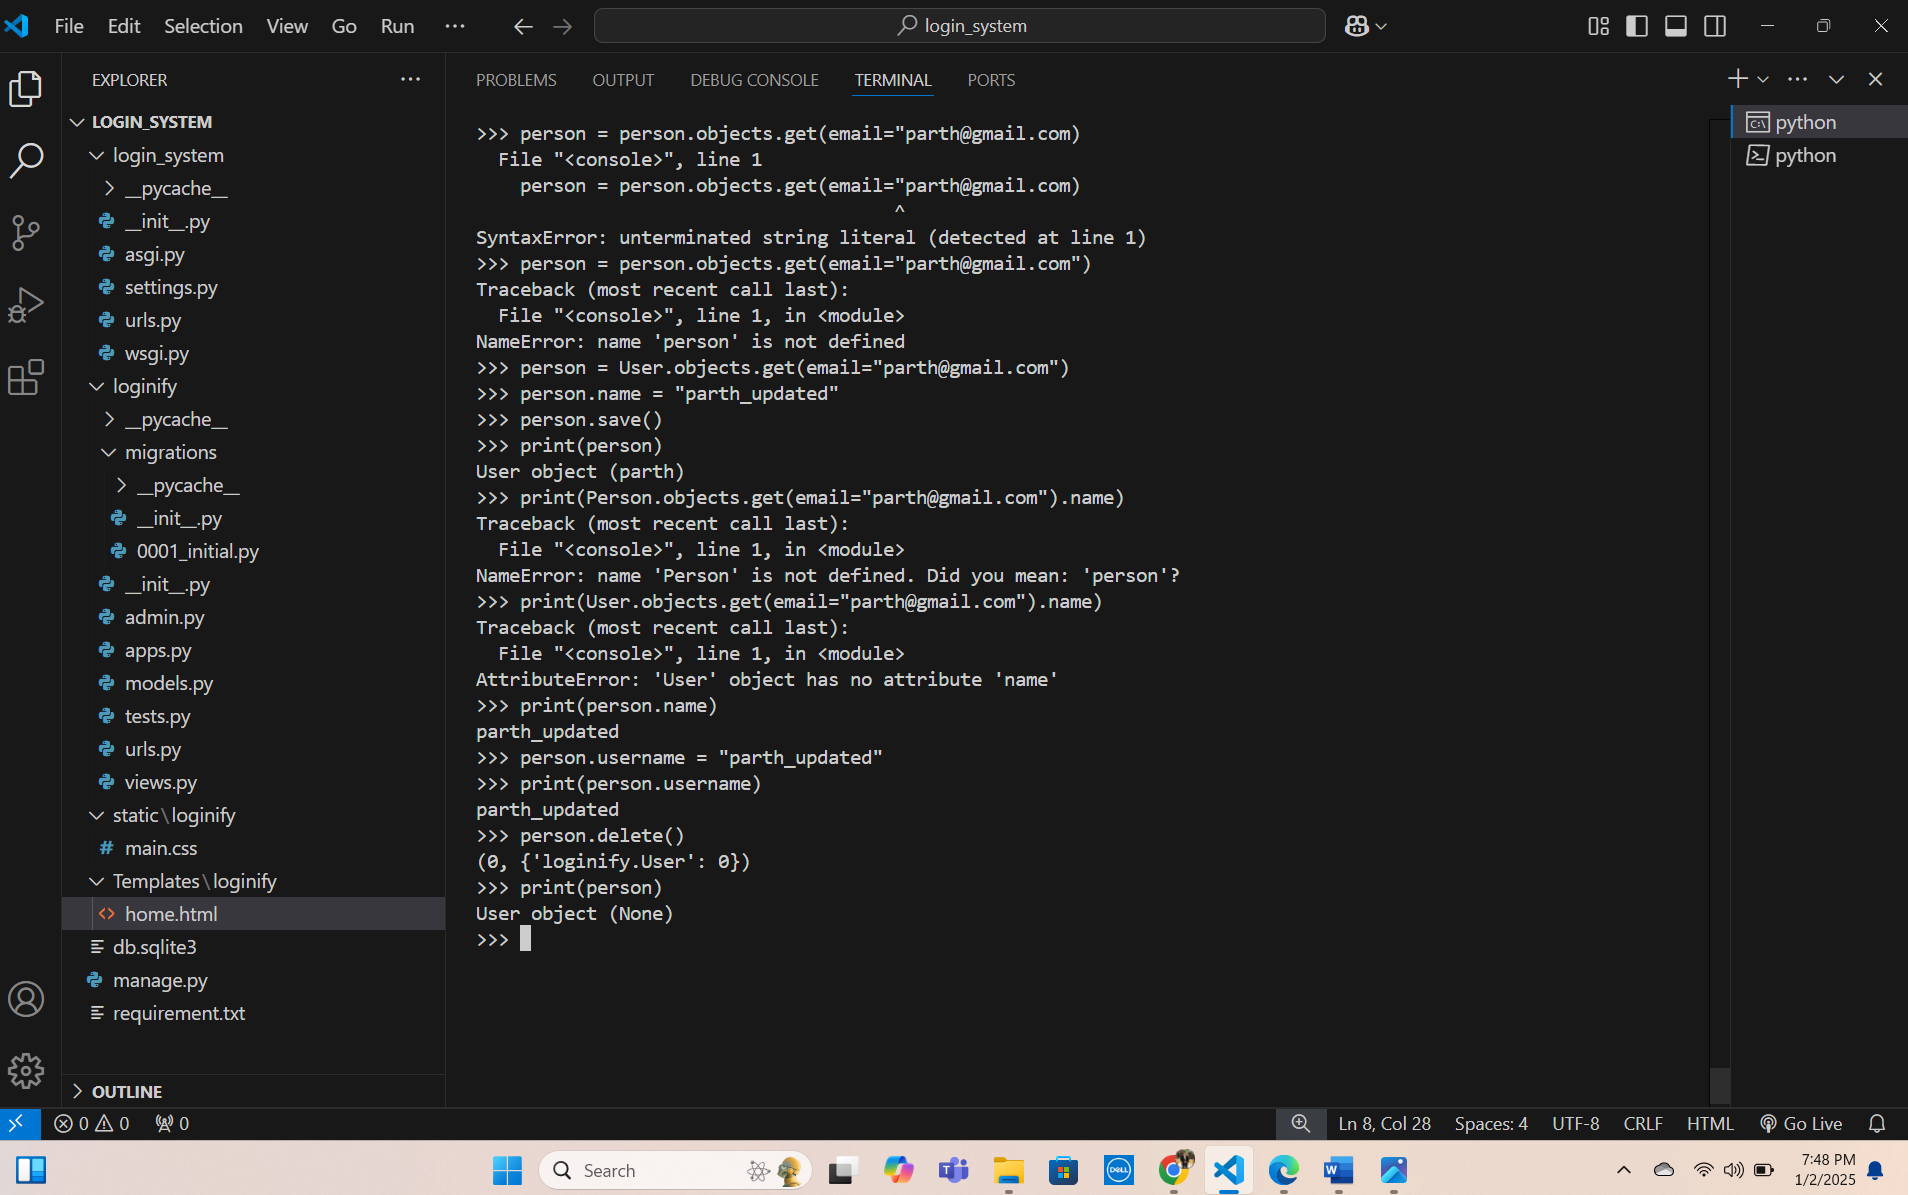 File Edit Selection View Go Run ···
login_system
EXPLORER
LOGIN_SYSTEM
login_system
__pycache__
__init__.py
asgi.py
settings.py
urls.py
wsgi.py
loginify
__pycache__
migrations
__pycache__
__init__.py
0001_initial.py
__init__.py
admin.py
apps.py
models.py
tests.py
urls.py
views.py
static\loginify
# main.css
Templates\loginify
<> home.html
db.sqlite3
manage.py
requirement.txt
OUTLINE
PROBLEMS OUTPUT DEBUG CONSOLE TERMINAL PORTS
>>> person = person.objects.get(email="parth@gmail.com)
  File "<console>", line 1
    person = person.objects.get(email="parth@gmail.com)
                                      ^
SyntaxError: unterminated string literal (detected at line 1)
>>> person = person.objects.get(email="parth@gmail.com")
Traceback (most recent call last):
  File "<console>", line 1, in <module>
NameError: name 'person' is not defined
>>> person = User.objects.get(email="parth@gmail.com")
>>> person.name = "parth_updated"
>>> person.save()
>>> print(person)
User object (parth)
>>> print(Person.objects.get(email="parth@gmail.com").name)
Traceback (most recent call last):
  File "<console>", line 1, in <module>
NameError: name 'Person' is not defined. Did you mean: 'person'?
>>> print(User.objects.get(email="parth@gmail.com").name)
Traceback (most recent call last):
  File "<console>", line 1, in <module>
AttributeError: 'User' object has no attribute 'name'
>>> print(person.name)
parth_updated
>>> person.username = "parth_updated"
>>> print(person.username)
parth_updated
>>> person.delete()
(0, {'loginify.User': 0})
>>> print(person)
User object (None)
>>>
python
python
0 0 0
Ln 8, Col 28 Spaces: 4 UTF-8 CRLF HTML Go Live
Search
DELL
7:48 PM
1/2/2025